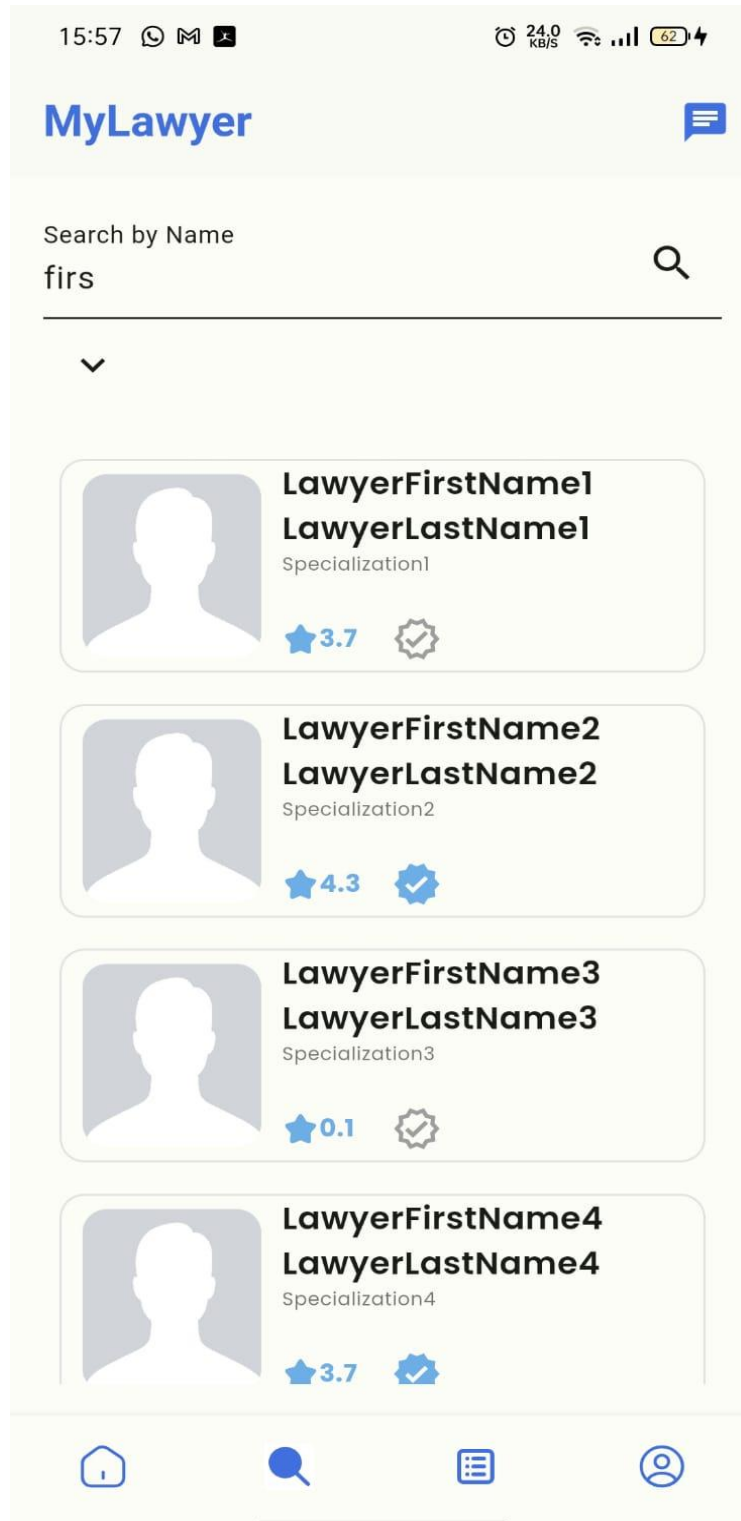 15:57
24.0
KB/S
62
MyLawyer
Search by Name
firs
LawyerFirstName1
LawyerLastName1
Specialization1
3.7
LawyerFirstName2
LawyerLastName2
Specialization2
4.3
LawyerFirstName3
LawyerLastName3
Specialization3
0.1
LawyerFirstName4
LawyerLastName4
Specialization4
3.7